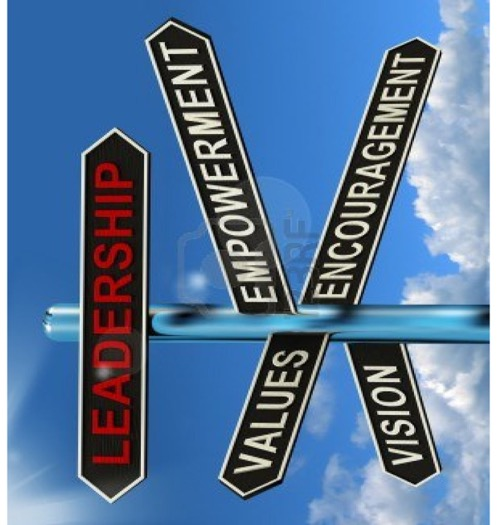 LEADERSHIP
EMPOWERMENT
ENCOURAGEMENT
VALUES
VISION